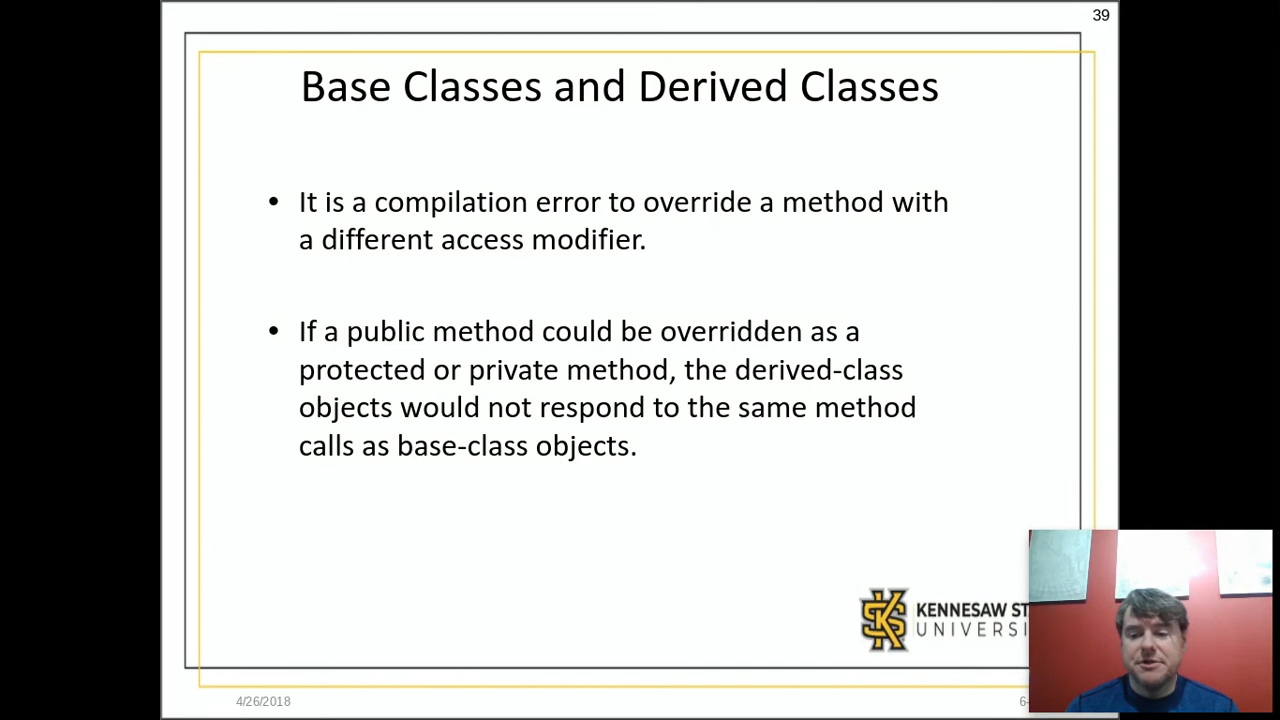 39
Base Classes and Derived Classes
• It is a compilation error to override a method with
a different access modifier.
• If a public method could be overridden as a
protected or private method, the derived-class
objects would not respond to the same method
calls as base-class objects.
KENNESAW ST
UNIVERSI
4/26/2018
6-